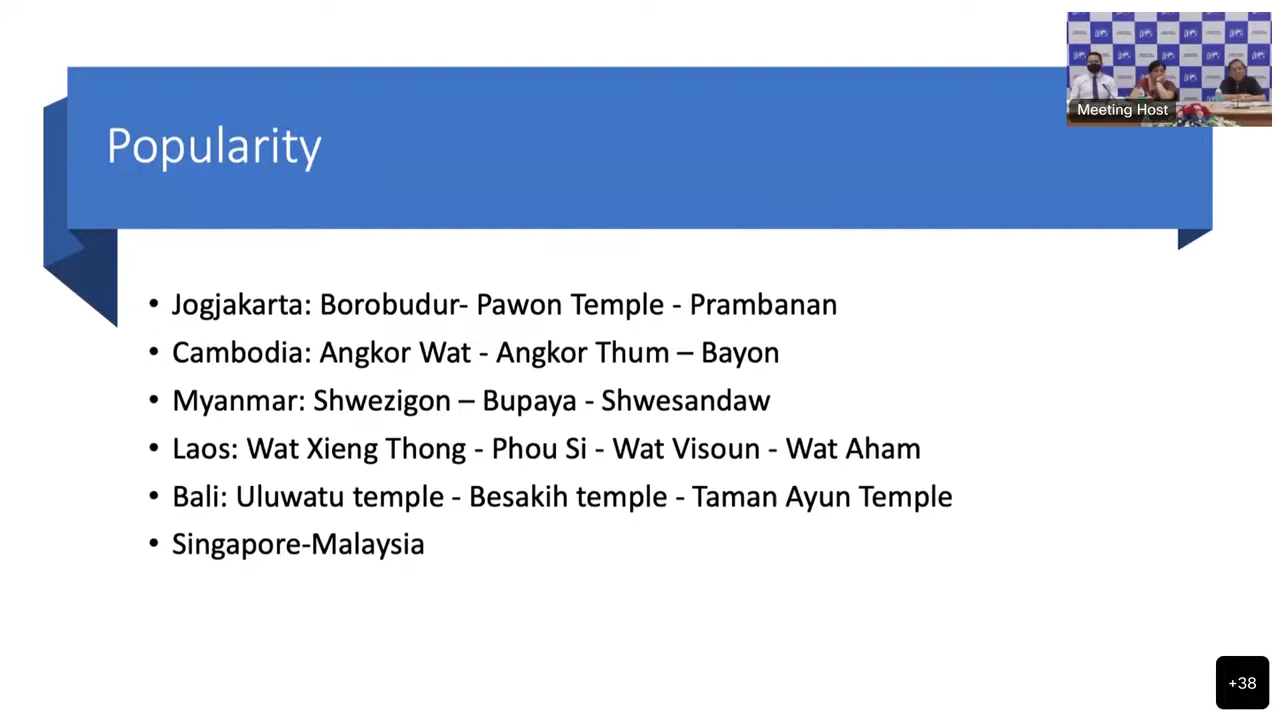 Popularity
Meeting Host
• Jogjakarta: Borobudur- Pawon Temple - Prambanan
• Cambodia: Angkor Wat - Angkor Thum – Bayon
• Myanmar: Shwezigon – Bupaya - Shwesandaw
• Laos: Wat Xieng Thong - Phou Si - Wat Visoun - Wat Aham
• Bali: Uluwatu temple - Besakih temple - Taman Ayun Temple
• Singapore-Malaysia
+38